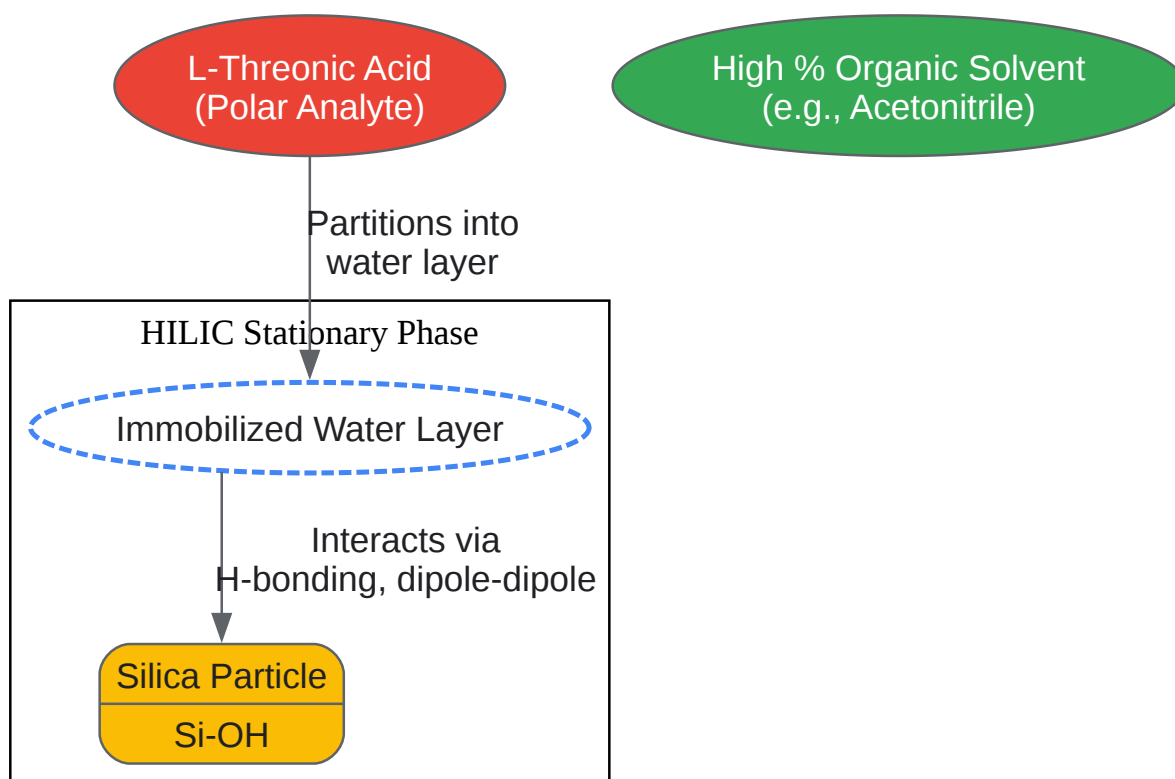 L-Threonic Acid
(Polar Analyte)
High % Organic Solvent
(e.g., Acetonitrile)
Partitions into
water layer
HILIC Stationary Phase
Immobilized Water Layer
Interacts via
H-bonding, dipole-dipole
Silica Particle
Si-OH